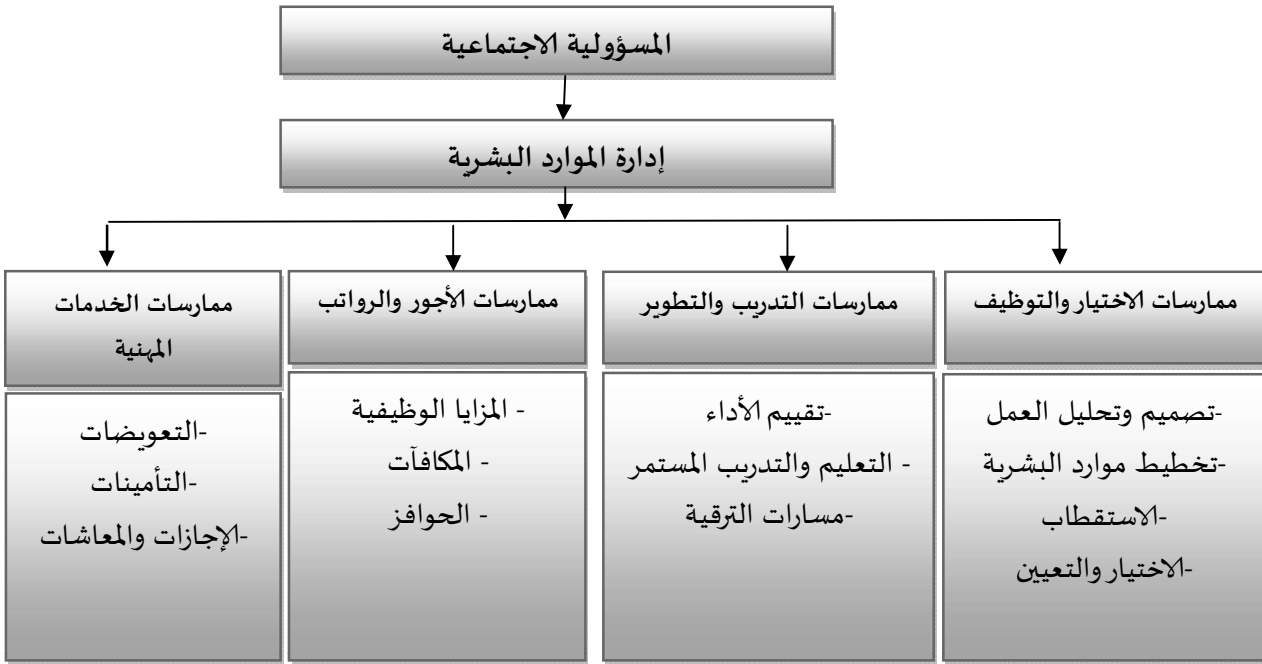 المسؤولية الاجتماعية
إدارة الموارد البشرية
ممارسات الاختيار والتوظيف
-تصميم وتحليل العمل
-تخطيط موارد البشرية
-الاستقطاب
-الاختيار والتعيين
ممارسات التدريب والتطوير
-تقييم الأداء
- التعليم والتدريب المستمر
-مسارات الترقية
ممارسات الأجور والرواتب
- المزايا الوظيفية
- المكافآت
- الحوافز
ممارسات الخدمات
المهنية
-التعويضات
-التأمينات
-الإجازات والمعاشات